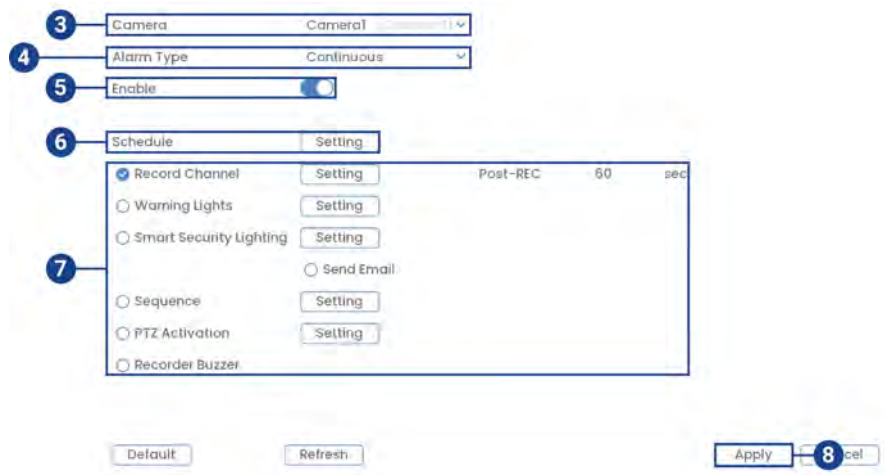 3 Camera Camera1
4 Alarm Type Continuous
5 Enable
6 Schedule Setting
Record Channel Setting Post-REC 60 sec
Warning Lights Setting
Smart Security Lighting Setting
7 Send Email
Sequence Setting
PTZ Activation Setting
Recorder Buzzer
Default Refresh Apply 8 cel